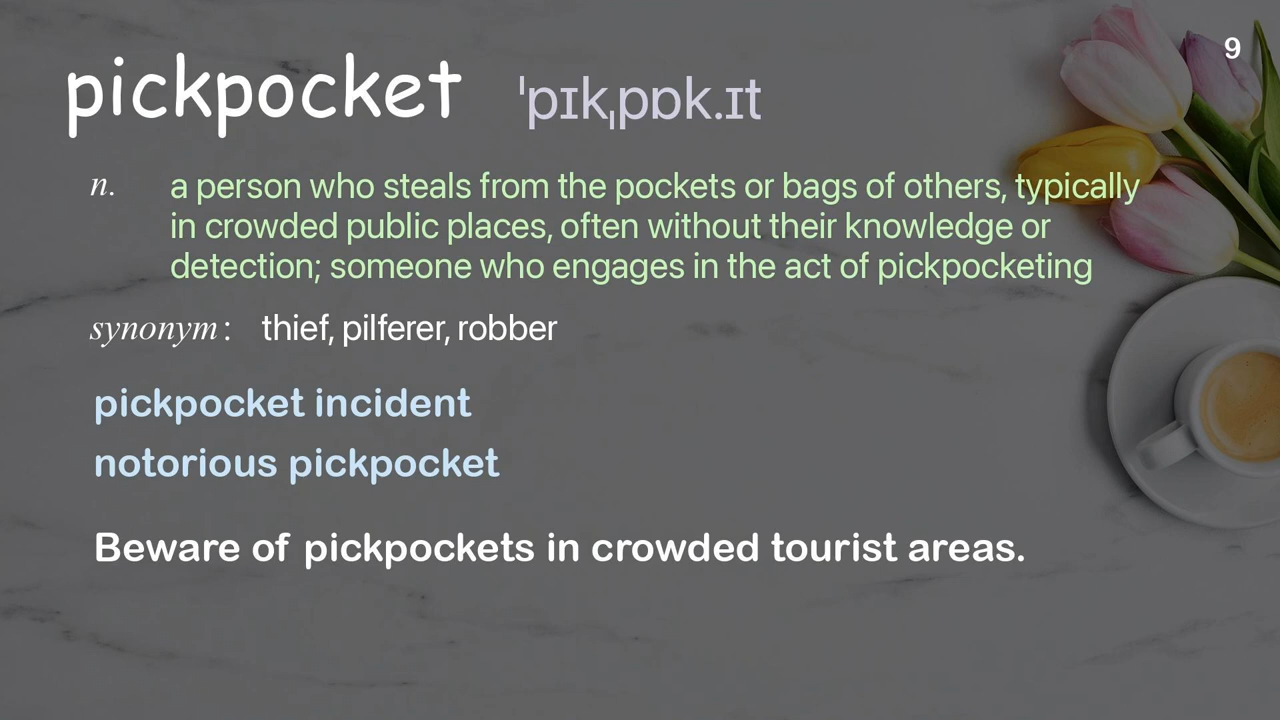 9
pickpocket ˈpɪkˌpɒk.ɪt
n. a person who steals from the pockets or bags of others, typically
in crowded public places, often without their knowledge or
detection; someone who engages in the act of pickpocketing
synonym: thief, pilferer, robber
pickpocket incident
notorious pickpocket
Beware of pickpockets in crowded tourist areas.